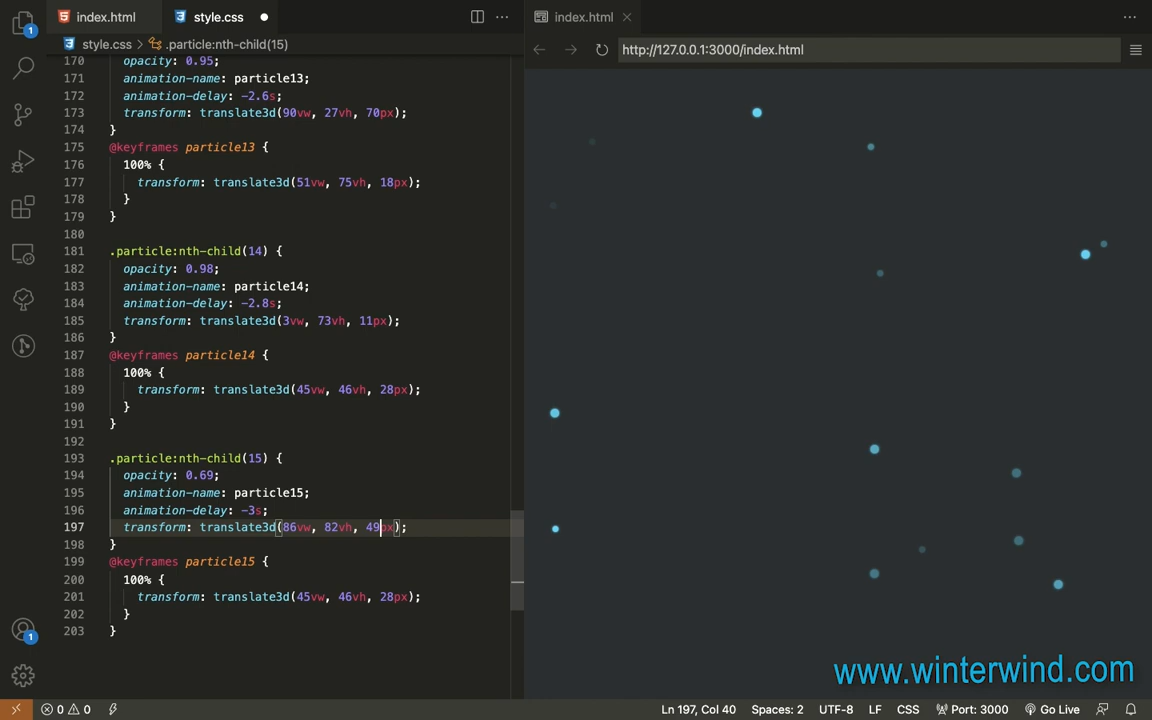 index.html
style.css
index.html
style.css > .particle:nth-child(15)
http://127.0.0.1:3000/index.html
170 opacity: 0.95;
171 animation-name: particle13;
172 animation-delay: -2.6s;
173 transform: translate3d(90vw, 27vh, 70px);
174 }
175 @keyframes particle13 {
176 100% {
177 transform: translate3d(51vw, 75vh, 18px);
178 }
179 }
180
181 .particle:nth-child(14) {
182 opacity: 0.98;
183 animation-name: particle14;
184 animation-delay: -2.8s;
185 transform: translate3d(3vw, 73vh, 11px);
186 }
187 @keyframes particle14 {
188 100% {
189 transform: translate3d(45vw, 46vh, 28px);
190 }
191 }
192
193 .particle:nth-child(15) {
194 opacity: 0.69;
195 animation-name: particle15;
196 animation-delay: -3s;
197 transform: translate3d(86vw, 82vh, 49px);
198 }
199 @keyframes particle15 {
200 100% {
201 transform: translate3d(45vw, 46vh, 28px);
202 }
203 }
1
1
www.winterwind.com
0 0
Ln 197, Col 40 Spaces: 2 UTF-8 LF CSS Port: 3000 Go Live